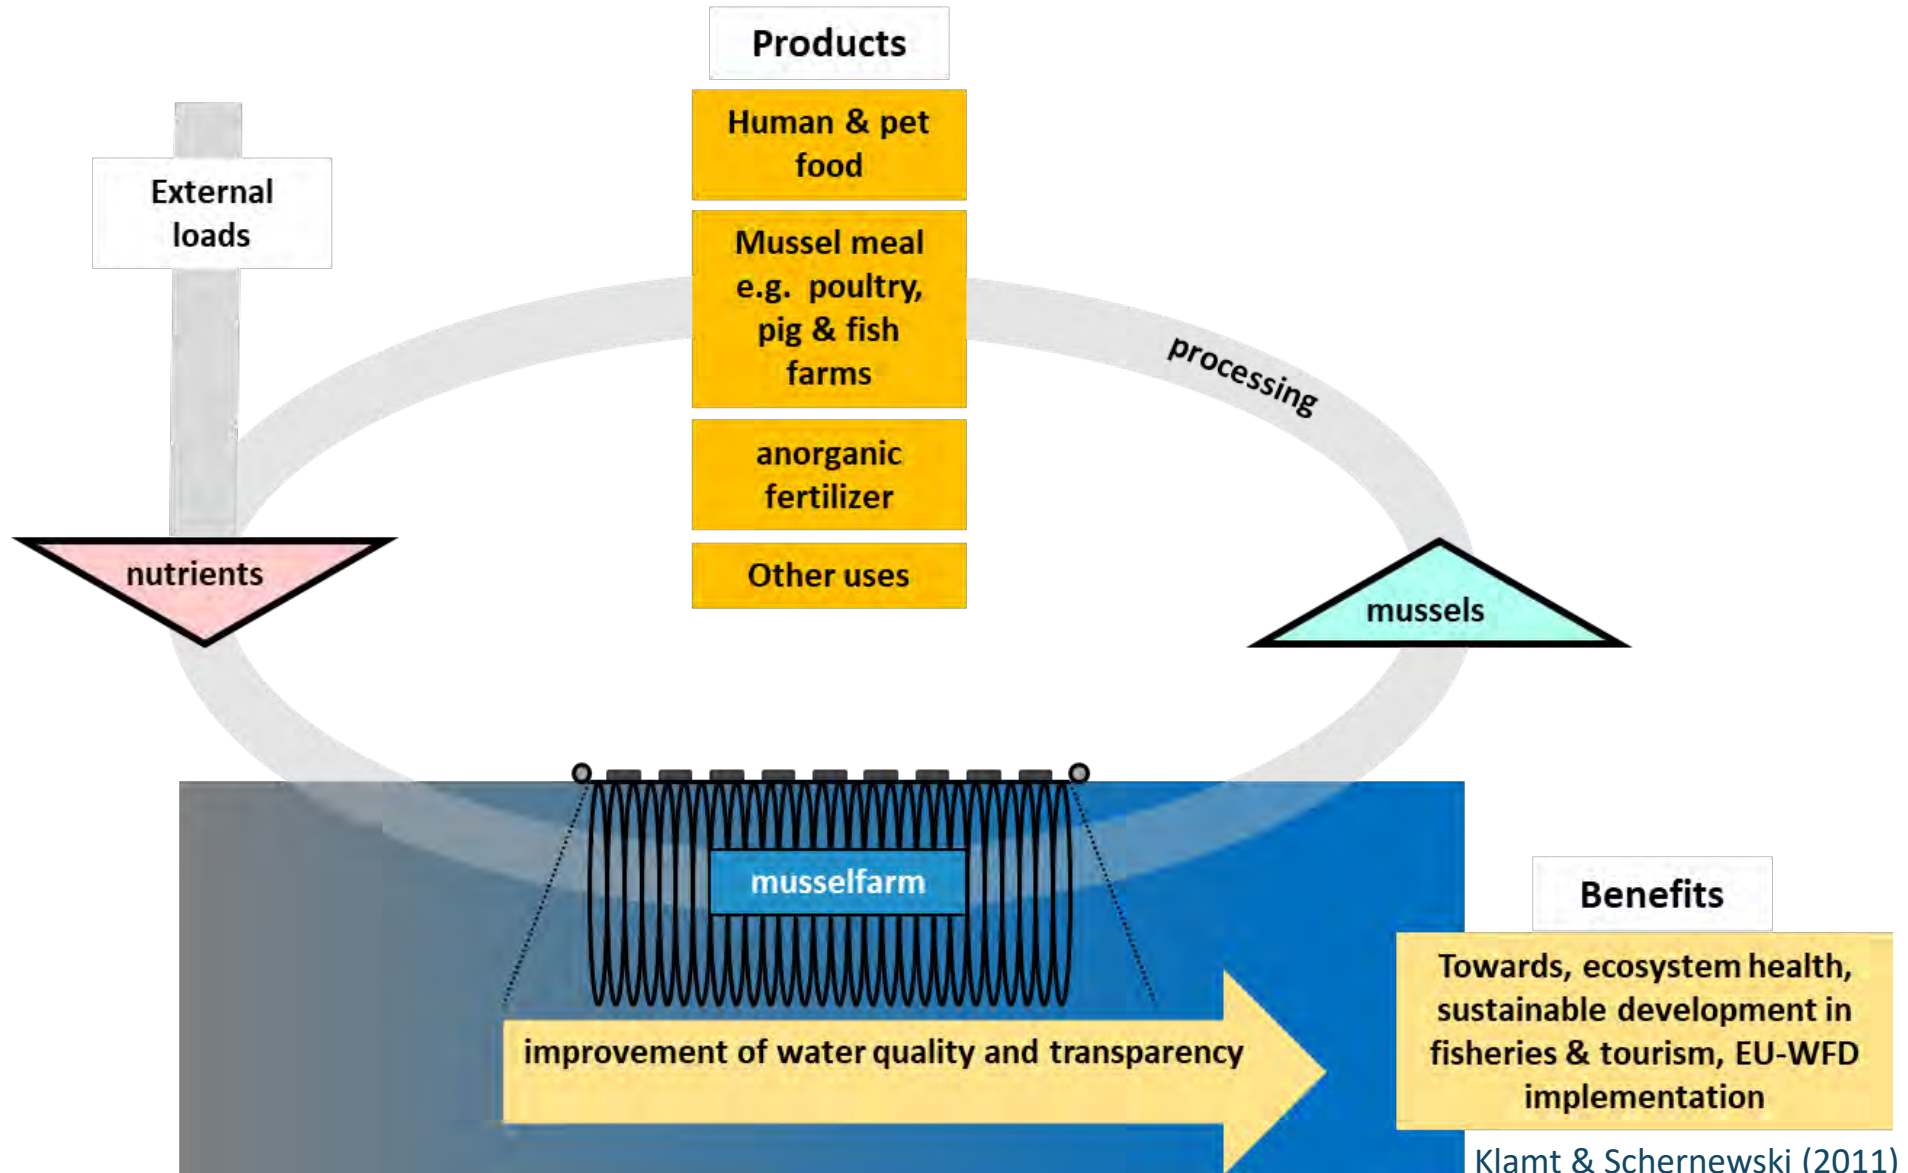 Products
Human & pet
food
External
loads
Mussel meal
e.g. poultry,
pig & fish
farms
processing
anorganic
fertilizer
nutrients
Other uses
mussels
musselfarm
Benefits
Towards, ecosystem health,
sustainable development in
fisheries & tourism, EU-WFD
implementation
improvement of water quality and transparency
Klamt & Schernewski (2011)